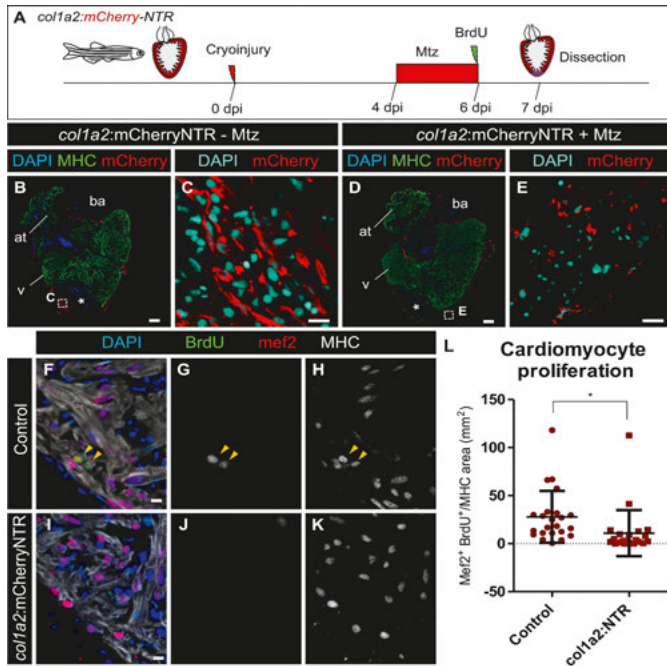 A col1a2:mCherry-NTR
BrdU
Cryoinjury
Mtz
Dissection
0 dpi
4 dpi
6 dpi
7 dpi
col1a2:mCherryNTR - Mtz
col1a2:mCherryNTR + Mtz
DAPI MHC mCherry
DAPI mCherry
DAPI MHC mCherry
DAPI mCherry
B
ba
at
v
C
*
C
D
ba
at
v
*
E
E
DAPI BrdU mef2 MHC
Control
F
G
H
col1a2:mCherryNTR
I
J
K
L
Cardiomyocyte
proliferation
Mef2⁺ BrdU⁺/MHC area (mm²)
150
100
50
0
-50
*
Control
col1a2:NTR